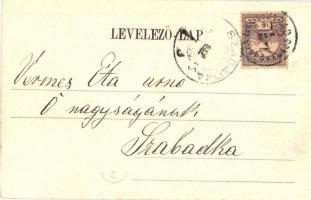 LEVELEZŐ-LAP
Vermes Eta urnő
Ő nagyságának
Szabadka
2